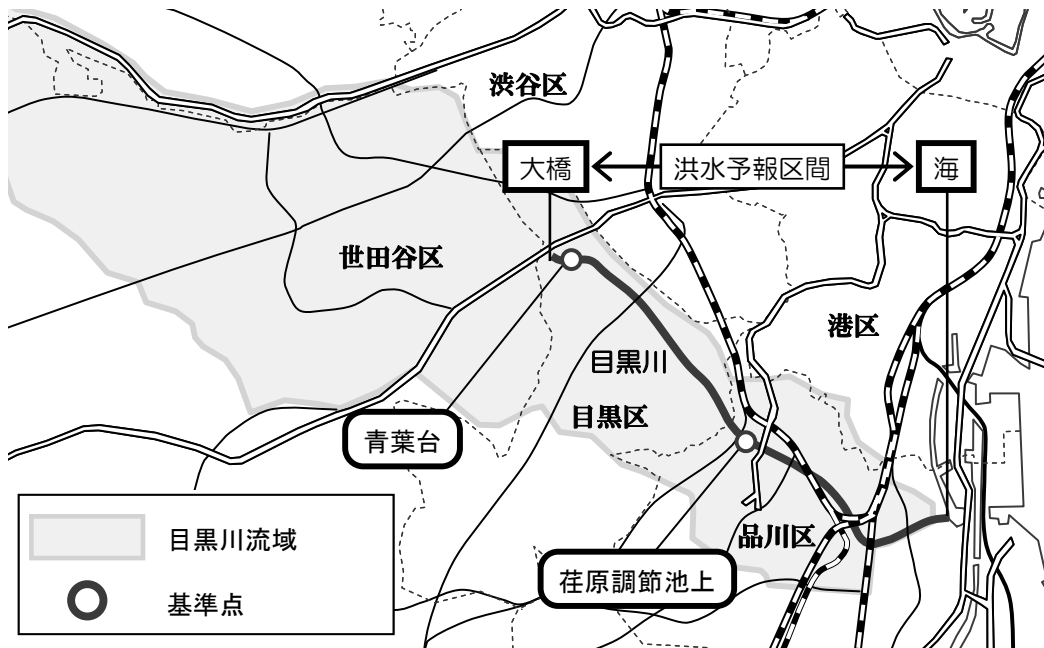 渋谷区
大橋
洪水予報区間
海
世田谷区
港区
目黒川
目黒区
青葉台
品川区
荏原調節池上
目黒川流域
基準点